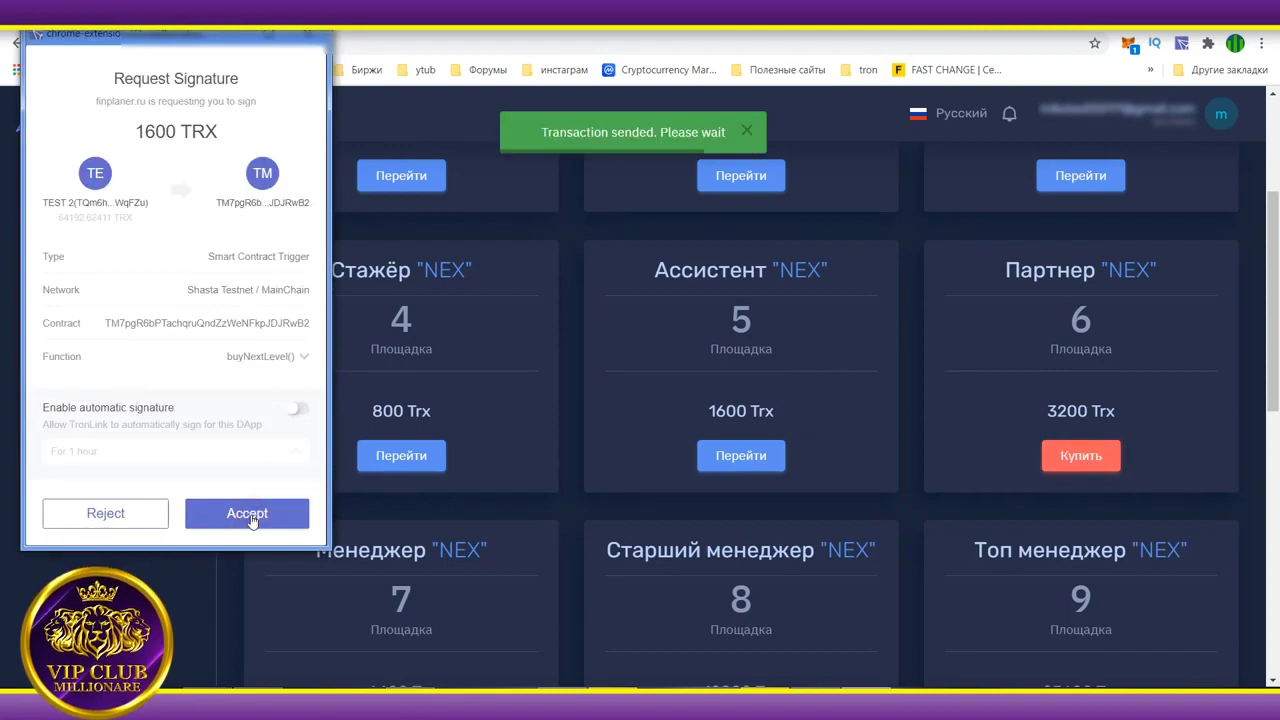 chrome-extensio
Request Signature
finplaner.ru is requesting you to sign
1600 TRX
TE
TM
TEST 2(TQm6h...WqFZu)
TM7pgR6b...JDJRwB2
64192.62411 TRX
Type
Smart Contract Trigger
Network
Shasta Testnet / MainChain
Contract
TM7pgR6bPTachqruQndZzWeNFkpJDJRwB2
Function
buyNextLevel()
Enable automatic signature
Allow TronLink to automatically sign for this DApp
For 1 hour
Reject
Accept
1
IQ
Биржи
ytub
Форумы
инстаграм
Cryptocurrency Mar...
Полезные сайты
tron
F
FAST CHANGE | Се...
»
Другие закладки
Transaction sended. Please wait
Русский
m
Перейти
Перейти
Перейти
Стажёр "NEX"
4
Площадка
800 Trx
Перейти
Ассистент "NEX"
5
Площадка
1600 Trx
Перейти
Партнер "NEX"
6
Площадка
3200 Trx
Купить
Менеджер "NEX"
7
Площадка
Старший менеджер "NEX"
8
Площадка
Топ менеджер "NEX"
9
Площадка
VIP CLUB
MILLIONARE